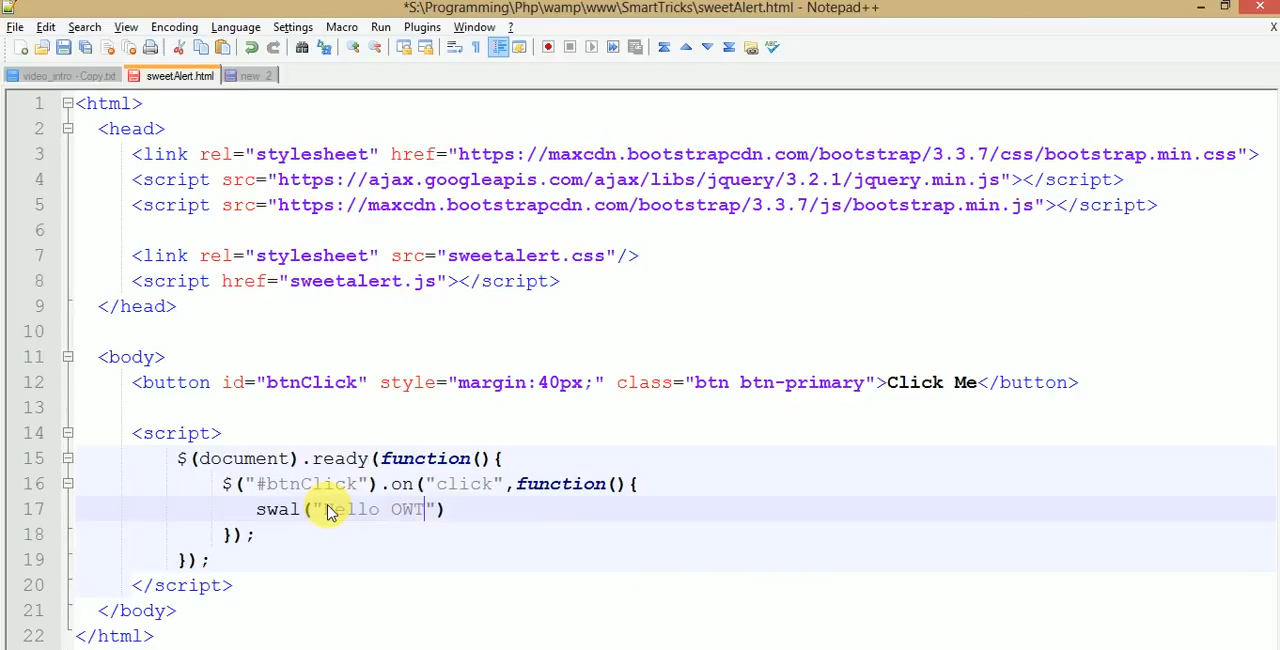 *S:\Programming\Php\wamp\www\SmartTricks\sweetAlert.html - Notepad++
File Edit Search View Encoding Language Settings Macro Run Plugins Window ? X
video_intro - Copy.txt sweetAlert.html new 2
1 <html>
2 <head>
3 <link rel="stylesheet" href="https://maxcdn.bootstrapcdn.com/bootstrap/3.3.7/css/bootstrap.min.css">
4 <script src="https://ajax.googleapis.com/ajax/libs/jquery/3.2.1/jquery.min.js"></script>
5 <script src="https://maxcdn.bootstrapcdn.com/bootstrap/3.3.7/js/bootstrap.min.js"></script>
6
7 <link rel="stylesheet" src="sweetalert.css"/>
8 <script href="sweetalert.js"></script>
9 </head>
10
11 <body>
12 <button id="btnClick" style="margin:40px;" class="btn btn-primary">Click Me</button>
13
14 <script>
15 $(document).ready(function(){
16 $("#btnClick").on("click",function(){
17 swal("Hello OWT")
18 });
19 });
20 </script>
21 </body>
22 </html>